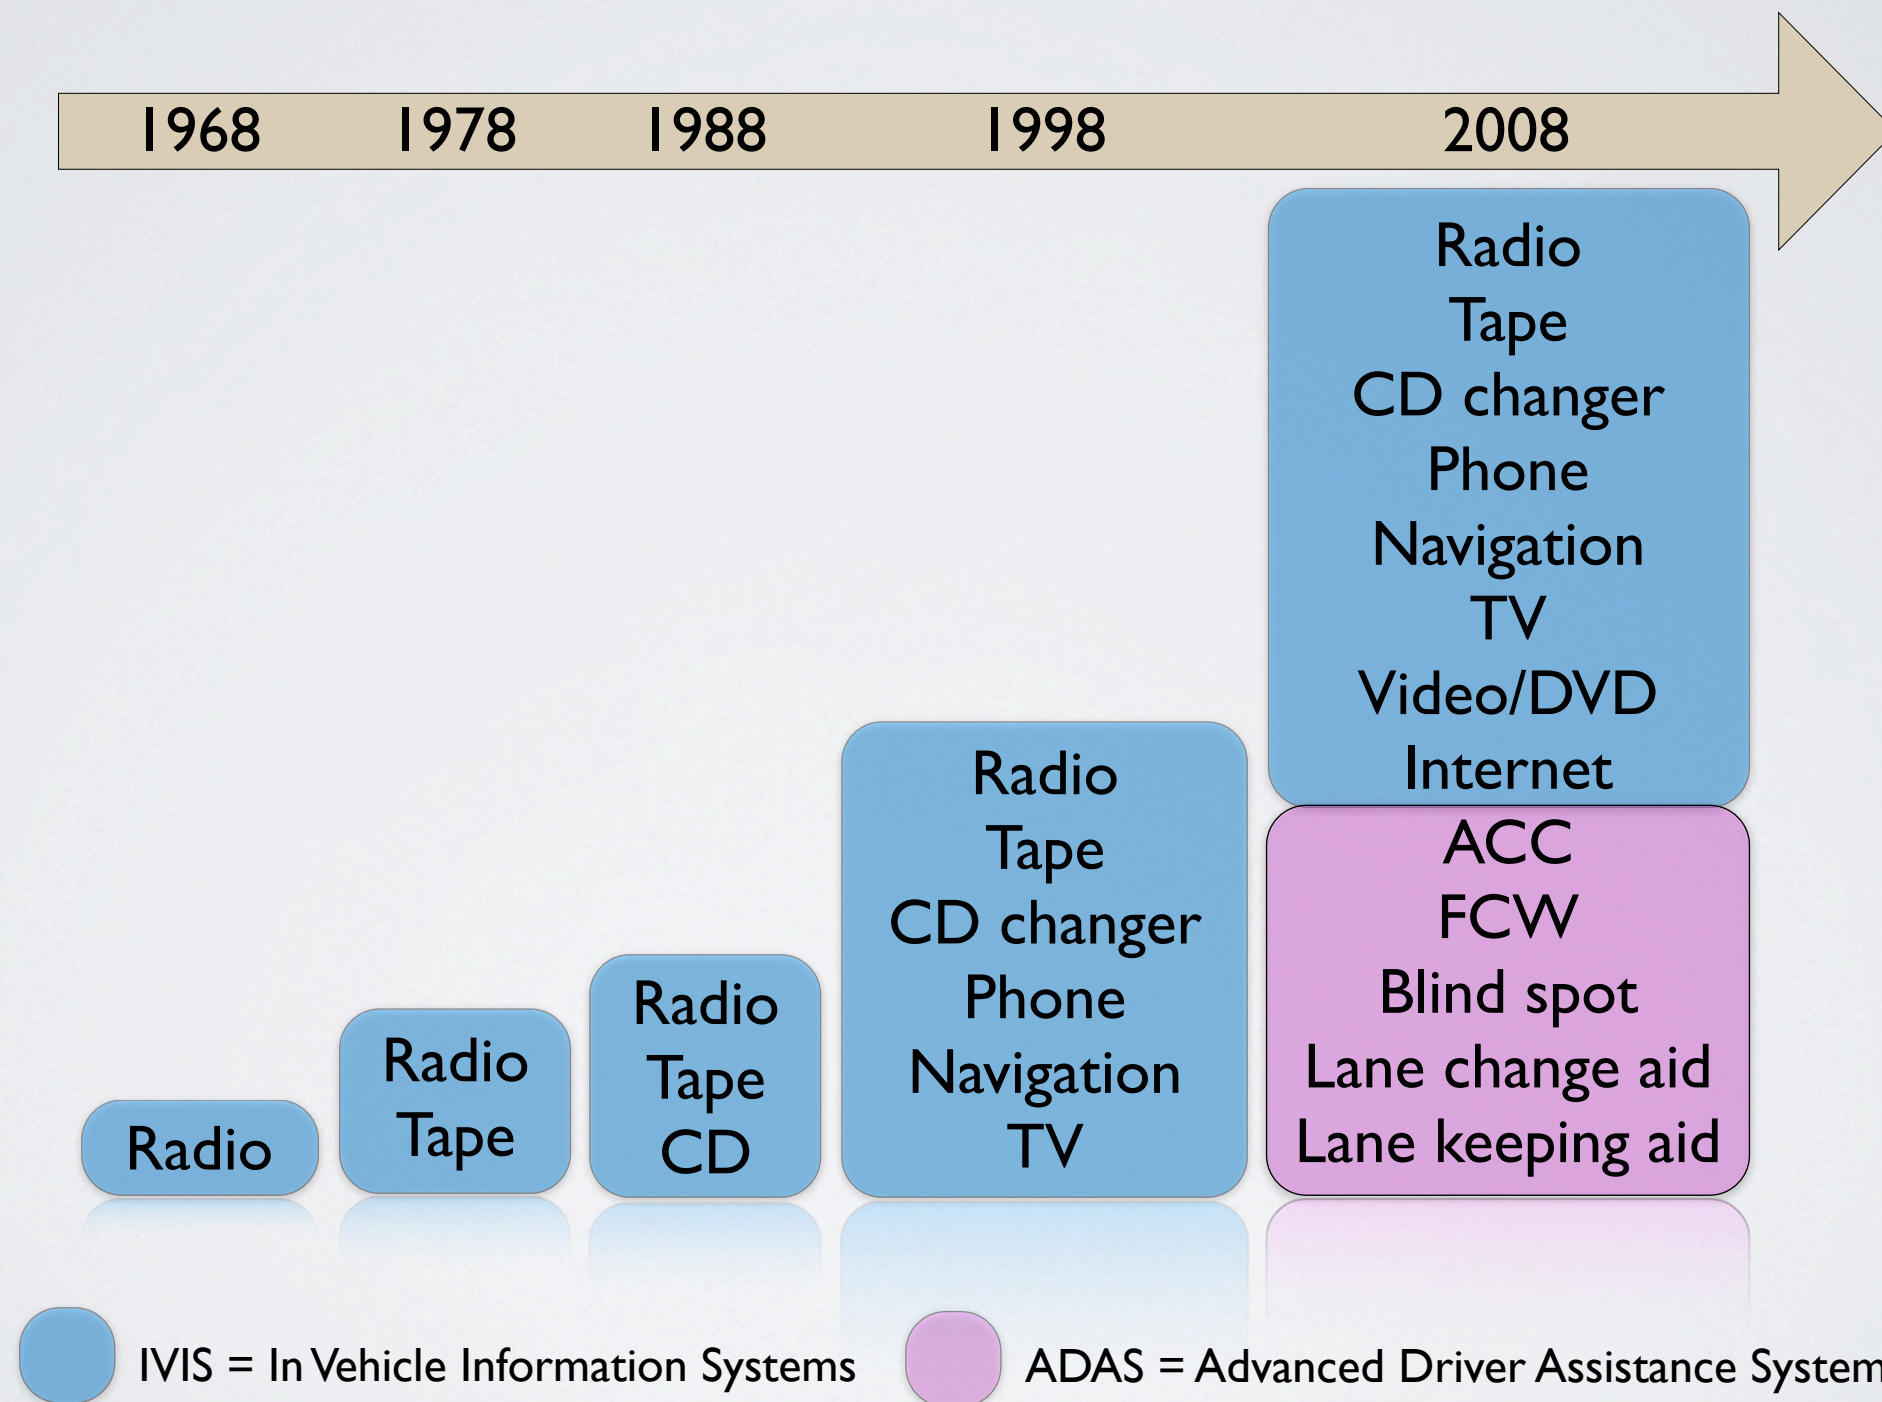 1968 1978 1988 1998 2008
Radio
Radio
Tape
Radio
Tape
CD
Radio
Tape
CD changer
Phone
Navigation
TV
Radio
Tape
CD changer
Phone
Navigation
TV
Video/DVD
Internet
ACC
FCW
Blind spot
Lane change aid
Lane keeping aid
IVIS = In Vehicle Information Systems
ADAS = Advanced Driver Assistance System